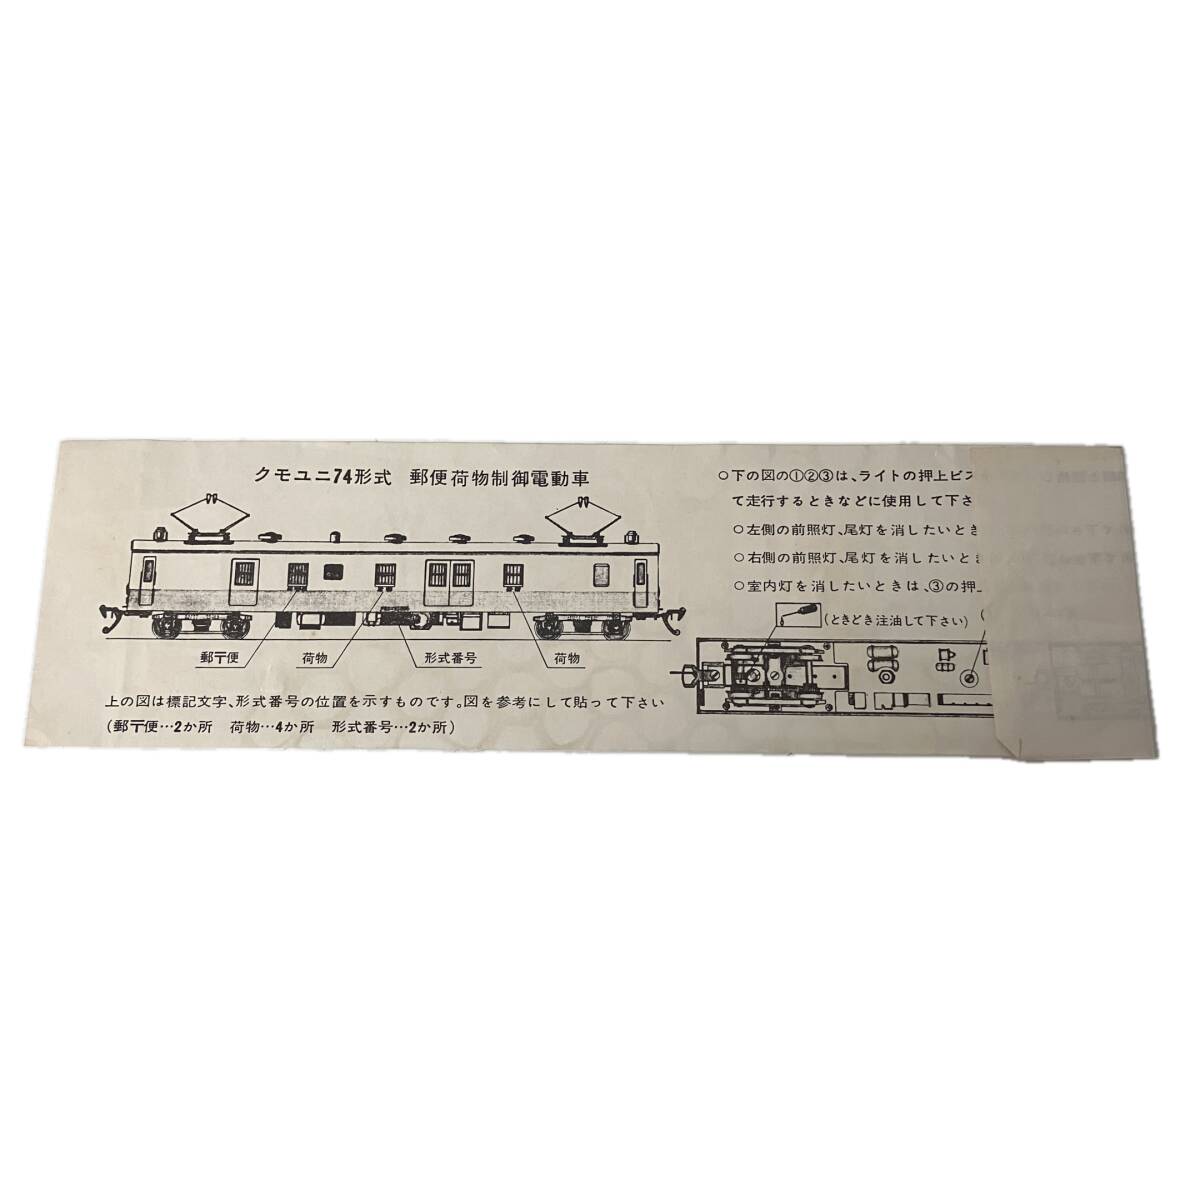 クモユニ74形式 郵便荷物制御電動車
郵〒便
荷物
形式番号
荷物
上の図は標記文字、形式番号の位置を示すものです。図を参考にして貼って下さい
(郵〒便…2か所 荷物…4か所 形式番号…2か所)
○下の図の①②③は、ライトの押上ビス
て走行するときなどに使用して下さ
○左側の前照灯、尾灯を消したいとき
○右側の前照灯、尾灯を消したいとき
○室内灯を消したいときは、③の押上
(ときどき注油して下さい)